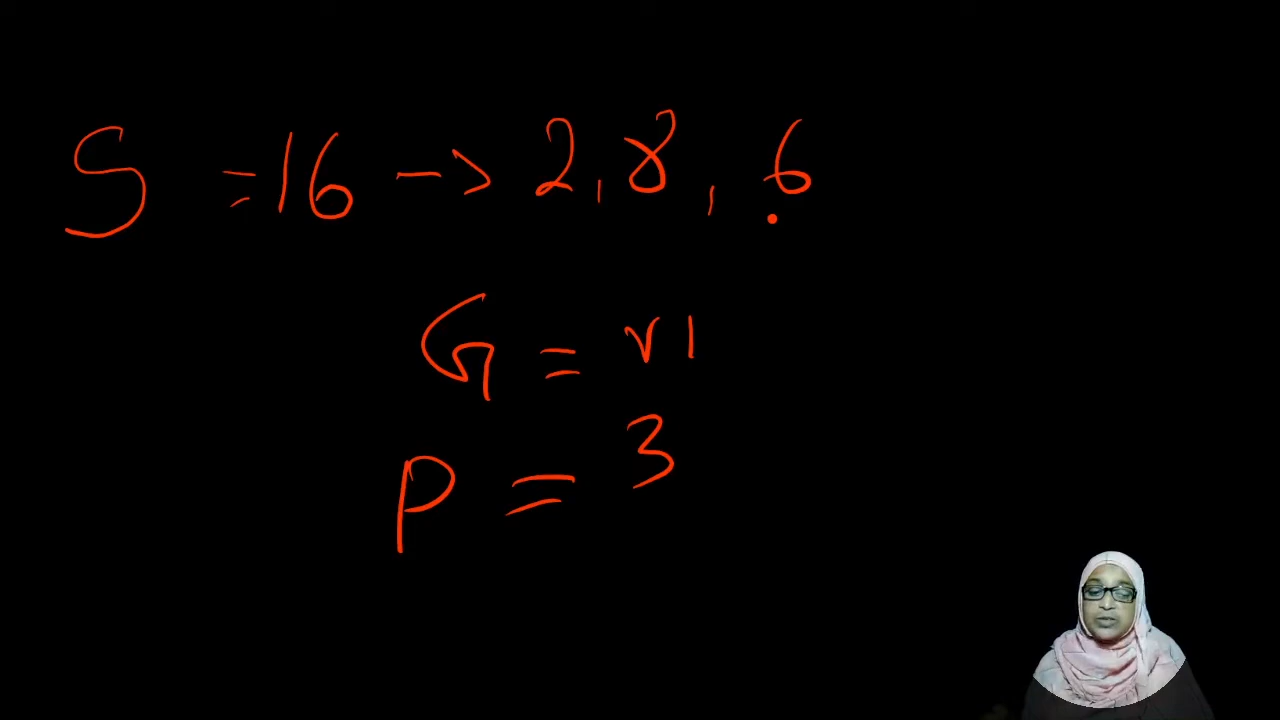 S = 16 -> 2, 8, 6
G = VI
P = 3